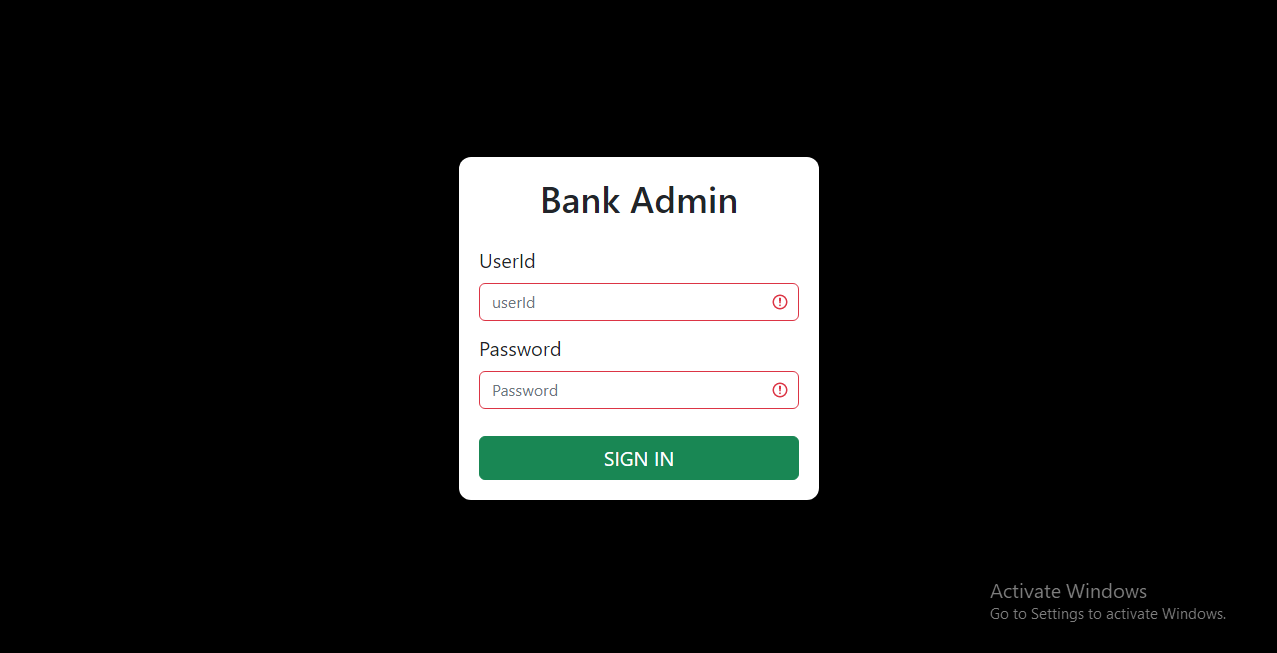 Bank Admin
UserId
userId
Password
Password
SIGN IN
Activate Windows
Go to Settings to activate Windows.